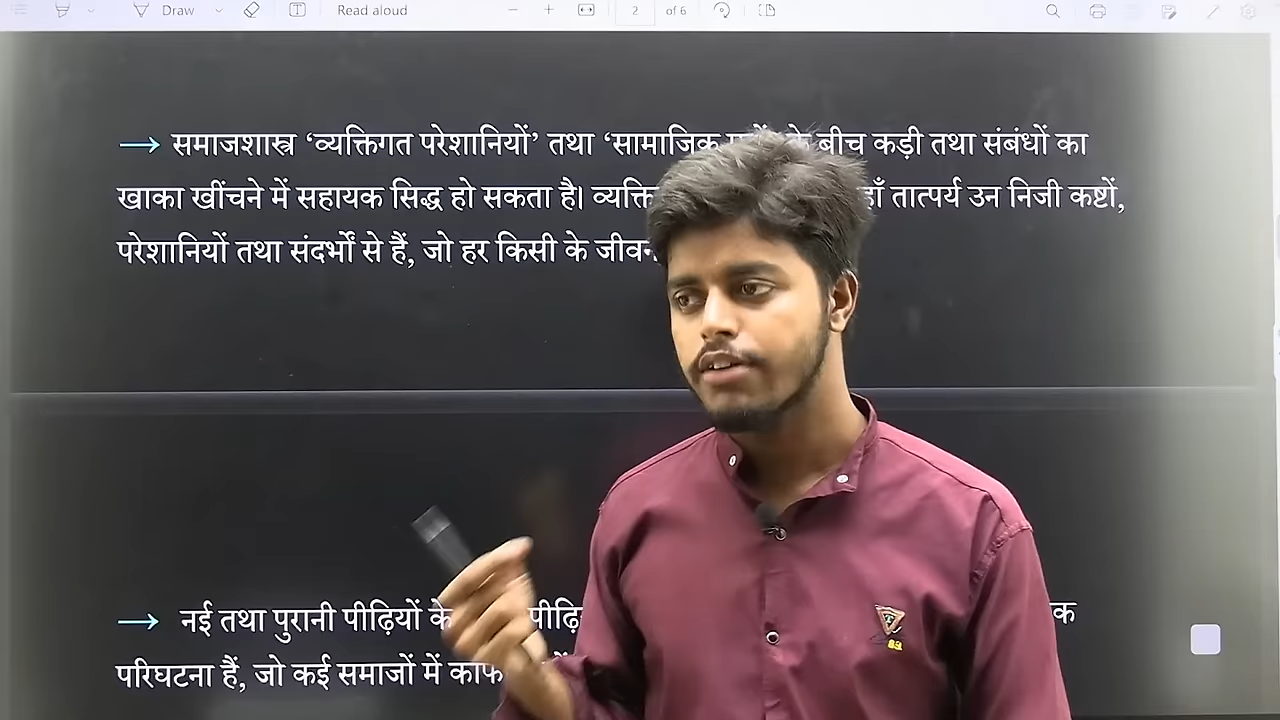 Draw
Read aloud
2 of 6
→ समाजशास्त्र ‘व्यक्तिगत परेशानियों’ तथा ‘सामाजिक बीच कड़ी तथा संबंधों का
खाका खींचने में सहायक सिद्ध हो सकता है। तात्पर्य उन निजी कष्टों,
परेशानियों तथा संदर्भों से हैं, जो हर किसी के
→ नई तथा पुरानी पीढ़ियों के
परिघटना हैं, जो कई समाजों में